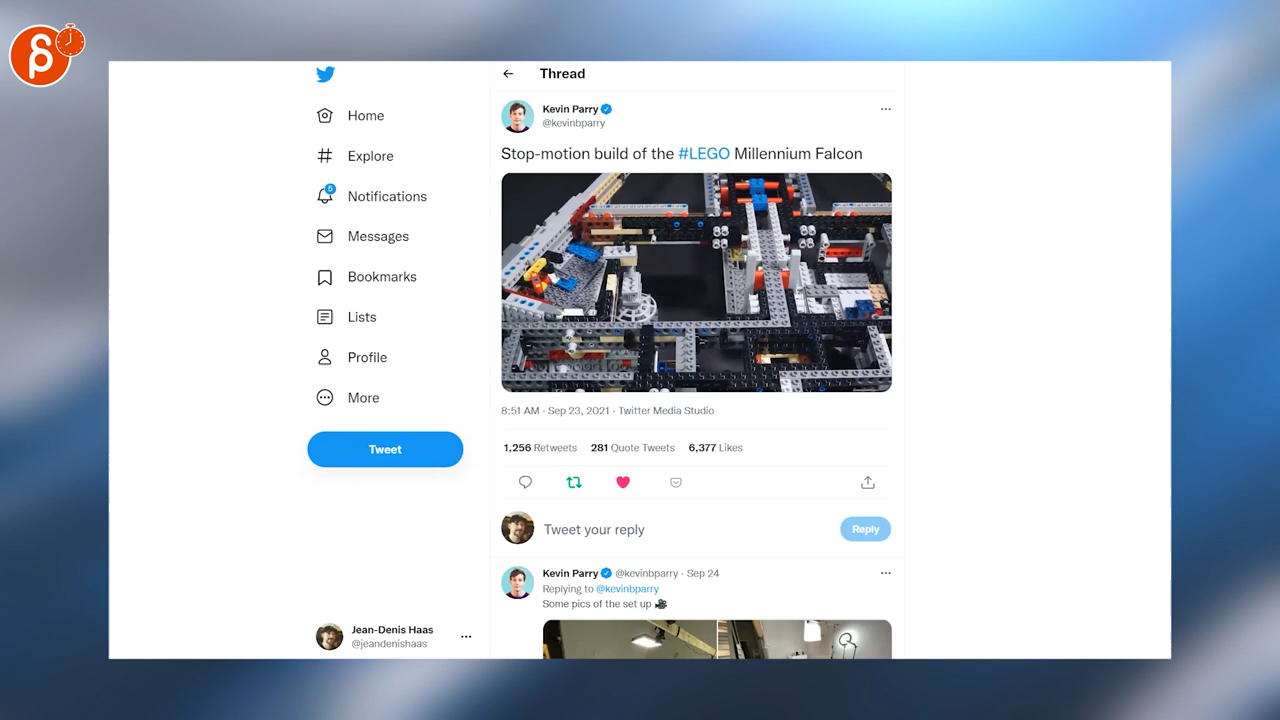 Thread
Kevin Parry
@kevinbparry
Stop-motion build of the #LEGO Millennium Falcon
8:51 AM · Sep 23, 2021 · Twitter Media Studio
1,256 Retweets 281 Quote Tweets 6,377 Likes
Tweet your reply
Reply
Kevin Parry @kevinbparry · Sep 24
Replying to @kevinbparry
Some pics of the set up 🎥
Home
Explore
5
Notifications
Messages
Bookmarks
Lists
Profile
More
Tweet
Jean-Denis Haas
@jeandenishaas